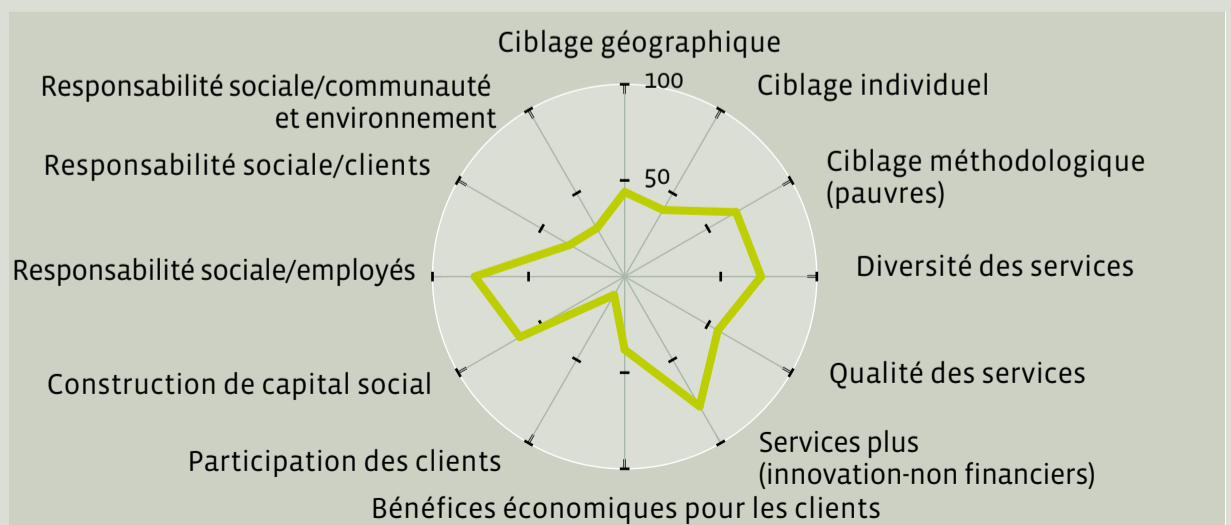 Ciblage géographique
100
Ciblage individuel
Responsabilité sociale/communauté
et environnement
Ciblage méthodologique
(pauvres)
Responsabilité sociale/clients
50
Responsabilité sociale/employés
Diversité des services
Construction de capital social
Qualité des services
Participation des clients
Services plus
(innovation-non financiers)
Bénéfices économiques pour les clients